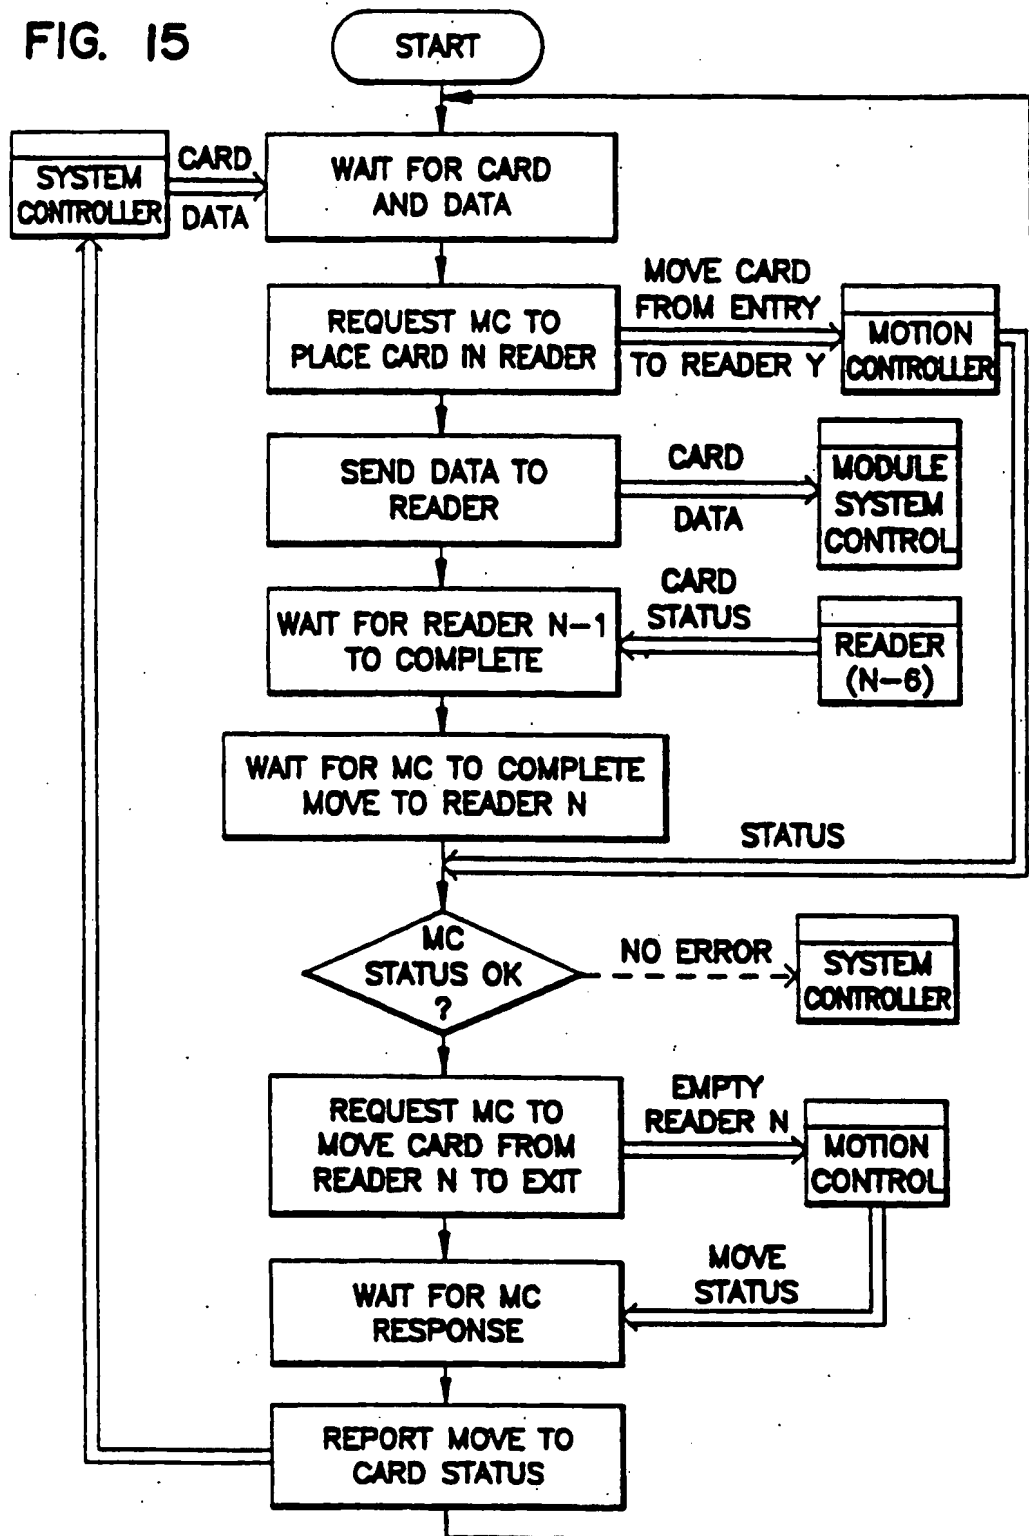 FIG. 15
START
SYSTEM
CONTROLLER
CARD
DATA
WAIT FOR CARD
AND DATA
REQUEST MC TO
PLACE CARD IN READER
MOVE CARD
FROM ENTRY
TO READER Y
MOTION
CONTROLLER
SEND DATA TO
READER
CARD
DATA
MODULE
SYSTEM
CONTROL
WAIT FOR READER N-1
TO COMPLETE
CARD
STATUS
READER
(N-6)
WAIT FOR MC TO COMPLETE
MOVE TO READER N
STATUS
MC
STATUS OK
?
NO ERROR
SYSTEM
CONTROLLER
REQUEST MC TO
MOVE CARD FROM
READER N TO EXIT
EMPTY
READER N
MOTION
CONTROL
WAIT FOR MC
RESPONSE
MOVE
STATUS
REPORT MOVE TO
CARD STATUS